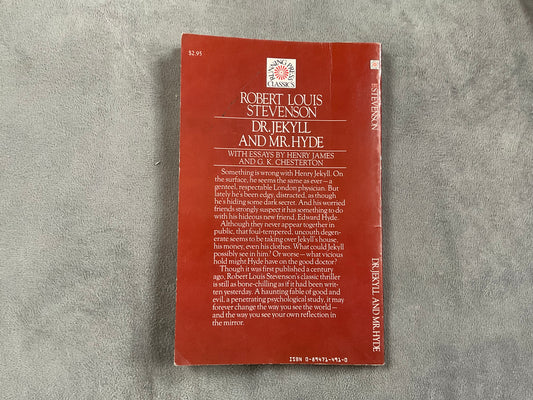 $2.95
RUNNING PRESS
CLASSICS
ROBERT LOUIS
STEVENSON
DR. JEKYLL
AND MR. HYDE
WITH ESSAYS BY HENRY JAMES
AND G. K. CHESTERTON
Something is wrong with Henry Jekyll. On
the surface, he seems the same as ever—a
genteel, respectable London physician. But
lately he's been edgy, distracted, as though
he's hiding some dark secret. And his worried
friends strongly suspect it has something to do
with his hideous new friend, Edward Hyde.
Although they never appear together in
public, that foul-tempered, uncouth degen-
erate seems to be taking over Jekyll's house,
his money, even his clothes. What could Jekyll
possibly see in him? Or worse—what vicious
hold might Hyde have on the good doctor?
Though it was first published a century
ago, Robert Louis Stevenson's classic thriller
is still as bone-chilling as if it had been writ-
ten yesterday. A haunting fable of good and
evil, a penetrating psychological study, it may
forever change the way you see the world—
and the way you see your own reflection in
the mirror.
ISBN 0-89471-491-0
STEVENSON
DR. JEKYLL AND MR. HYDE